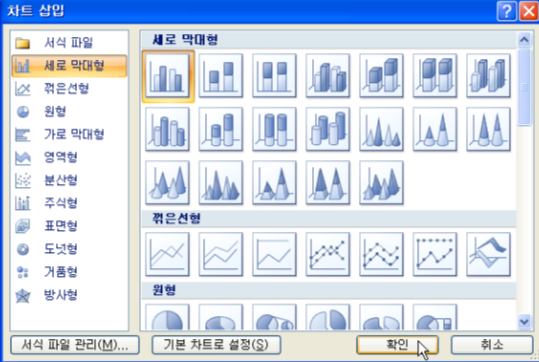 차트 삽입
서식 파일
세로 막대형
꺾은선형
원형
가로 막대형
영역형
분산형
주식형
표면형
도넛형
거품형
방사형
세로 막대형
꺾은선형
원형
서식 파일 관리(M)...
기본 차트로 설정(S)
확인
취소